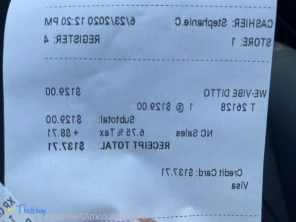 CASHIER: Stephanie.C 6/23/2020 12:20 PM
STORE: 1 REGISTER: 4
WE-VIBE DITTO $129.00
T 26128 1 @ $129.00
Subtotal: $129.00
NC Sales 6.75 % Tax + $8.71
RECEIPT TOTAL $137.71
Credit Card: $137.71
Visa